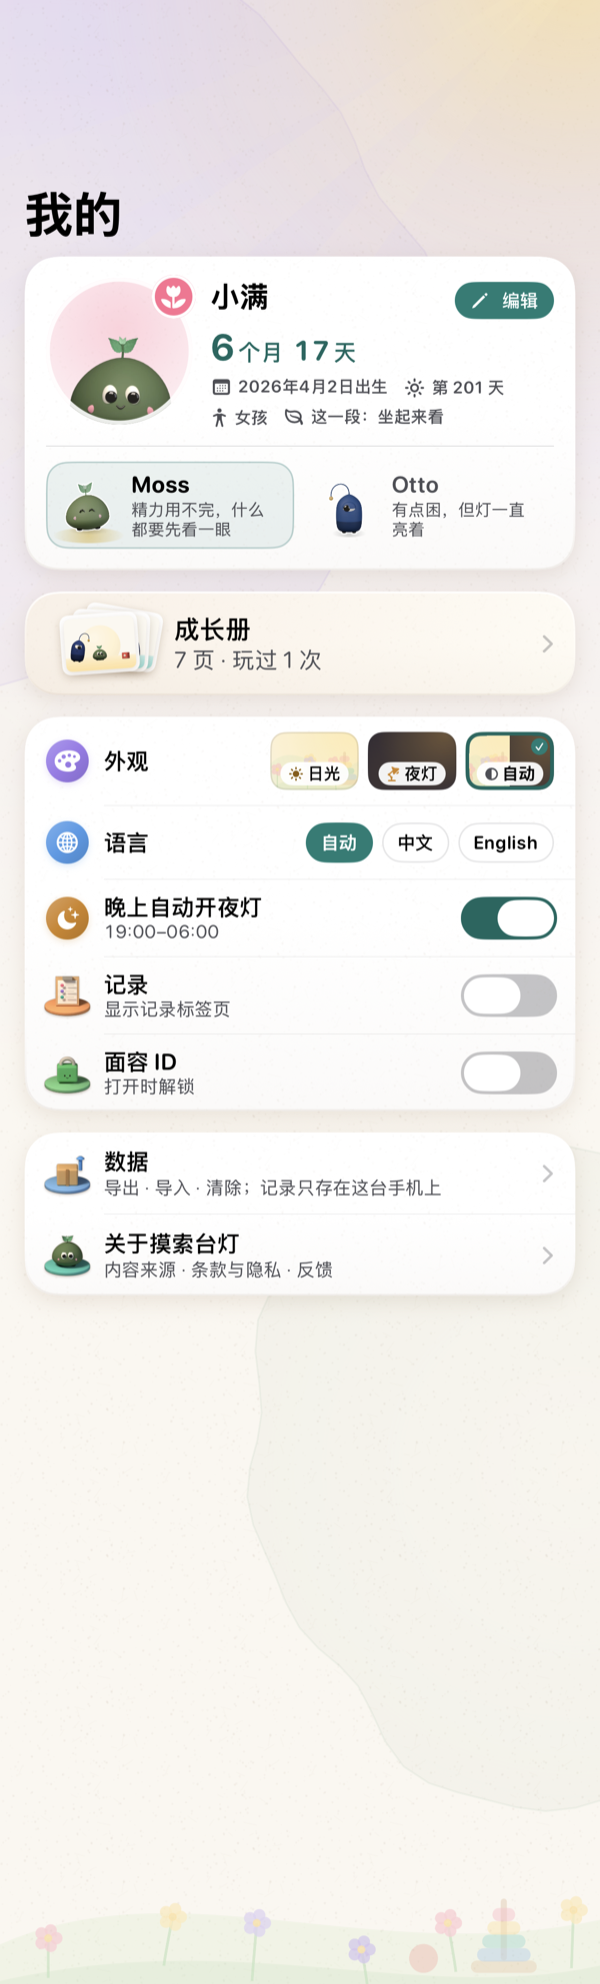 我的
小满
编辑
6个月 17天
2026年4月2日出生 第 201 天
女孩 这一段：坐起来看
Moss
精力用不完，什么
都要先看一眼
Otto
有点困，但灯一直
亮着
成长册
7 页 · 玩过 1 次
外观
日光
夜灯
自动
语言
自动
中文
English
晚上自动开夜灯
19:00–06:00
记录
显示记录标签页
面容 ID
打开时解锁
数据
导出 · 导入 · 清除；记录只存在这台手机上
关于摸索台灯
内容来源 · 条款与隐私 · 反馈